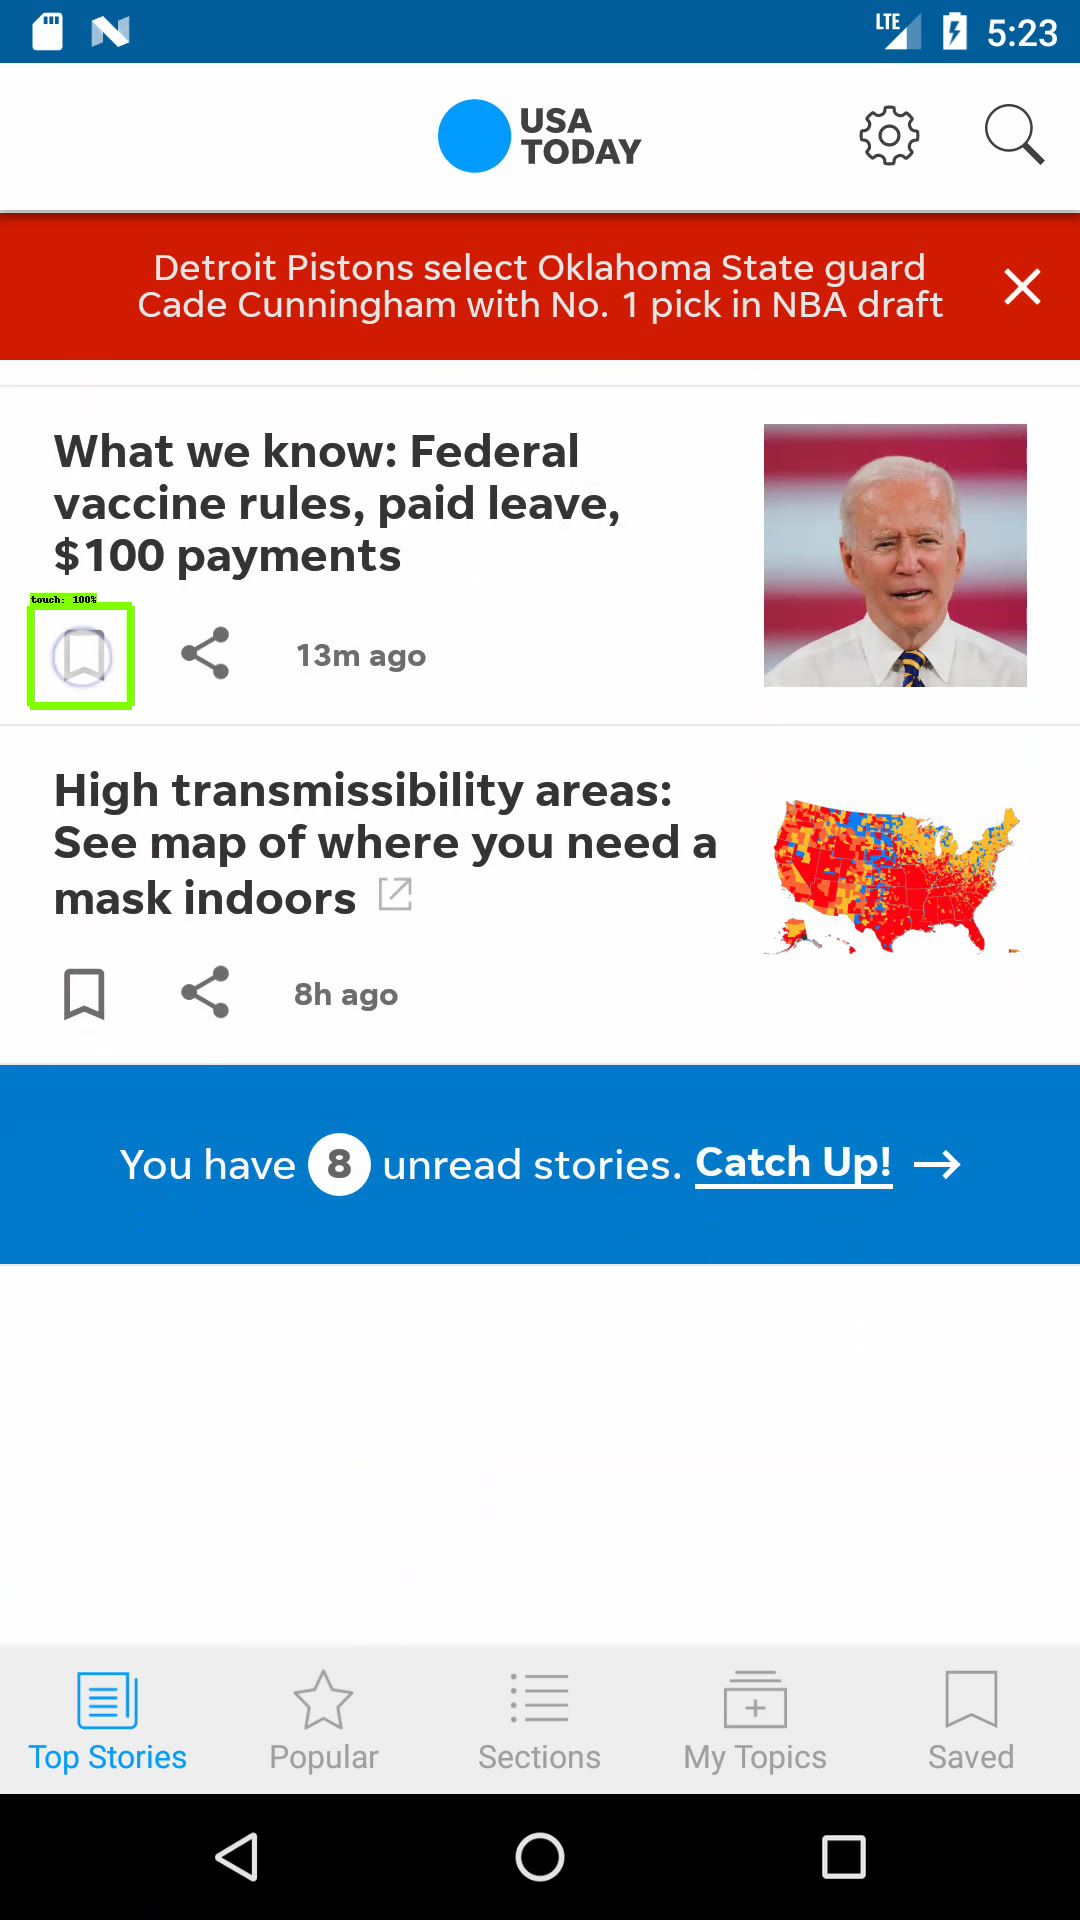 LTE 5:23
USA
TODAY
Detroit Pistons select Oklahoma State guard
Cade Cunningham with No. 1 pick in NBA draft
What we know: Federal
vaccine rules, paid leave,
$100 payments
touch: 100%
13m ago
High transmissibility areas:
See map of where you need a
mask indoors
8h ago
You have 8 unread stories. Catch Up! →
Top Stories Popular Sections My Topics Saved